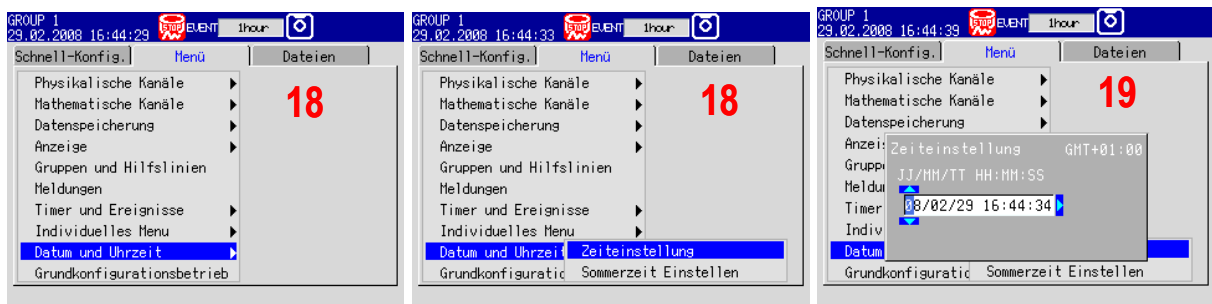 GROUP 1
29.02.2008 16:44:29 STOP EVENT 1hour
Schnell-Konfig. Menü Dateien
Physikalische Kanäle
18
Mathematische Kanäle
Datenspeicherung
Anzeige
Gruppen und Hilfslinien
Meldungen
Timer und Ereignisse
Individuelles Menu
Datum und Uhrzeit
Grundkonfigurationsbetrieb
GROUP 1
29.02.2008 16:44:33 STOP EVENT 1hour
Schnell-Konfig. Menü Dateien
Physikalische Kanäle
18
Mathematische Kanäle
Datenspeicherung
Anzeige
Gruppen und Hilfslinien
Meldungen
Timer und Ereignisse
Individuelles Menu
Datum und Uhrzeit Zeiteinstellung
Grundkonfiguratio Sommerzeit Einstellen
GROUP 1
29.02.2008 16:44:39 STOP EVENT 1hour
Schnell-Konfig. Menü Dateien
Physikalische Kanäle
19
Mathematische Kanäle
Datenspeicherung
Anzei Zeiteinstellung GMT+01:00
Grupp JJ/MM/TT HH:MM:SS
Meldu
Timer 08/02/29 16:44:34
Indiv
Datum
Grundkonfiguratio Sommerzeit Einstellen